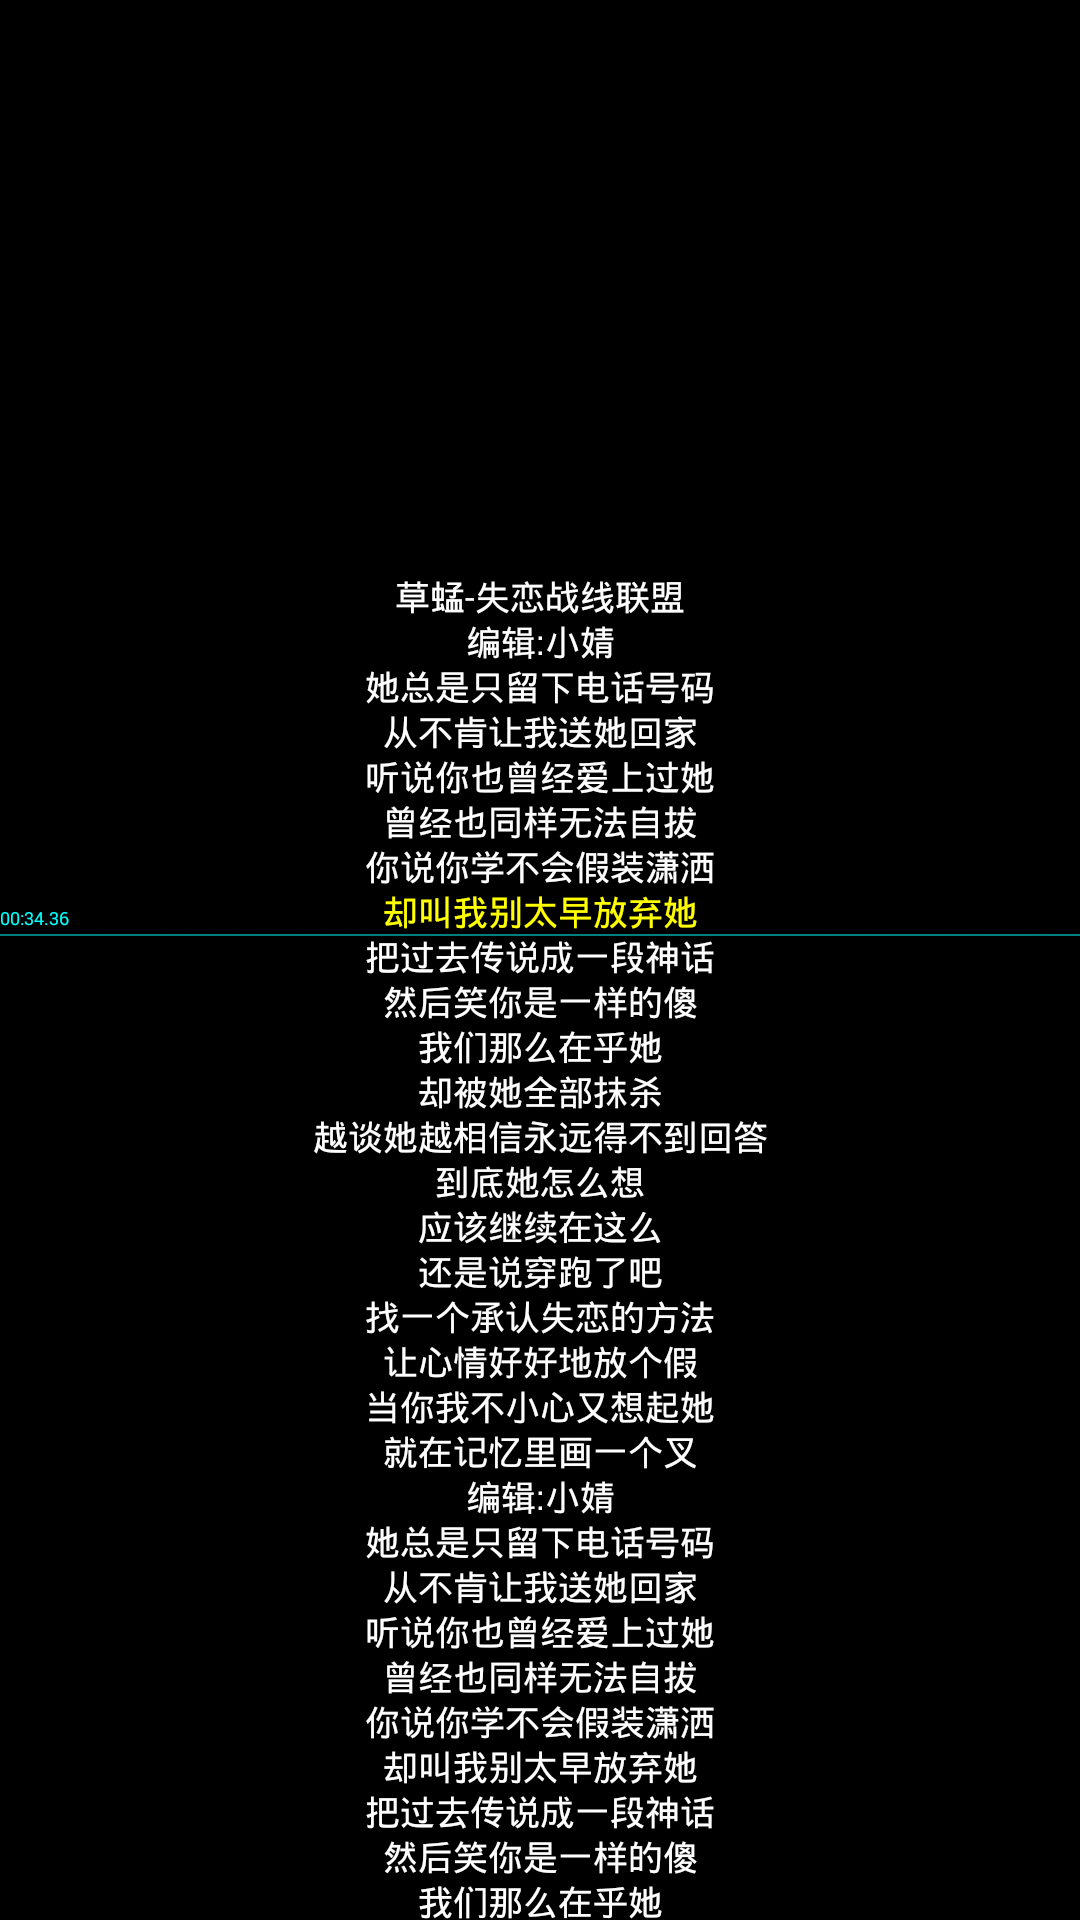 草蜢-失恋战线联盟
编辑:小婧
她总是只留下电话号码
从不肯让我送她回家
听说你也曾经爱上过她
曾经也同样无法自拔
你说你学不会假装潇洒
却叫我别太早放弃她
00:34.36
把过去传说成一段神话
然后笑你是一样的傻
我们那么在乎她
却被她全部抹杀
越谈她越相信永远得不到回答
到底她怎么想
应该继续在这么
还是说穿跑了吧
找一个承认失恋的方法
让心情好好地放个假
当你我不小心又想起她
就在记忆里画一个叉
编辑:小婧
她总是只留下电话号码
从不肯让我送她回家
听说你也曾经爱上过她
曾经也同样无法自拔
你说你学不会假装潇洒
却叫我别太早放弃她
把过去传说成一段神话
然后笑你是一样的傻
我们那么在乎她